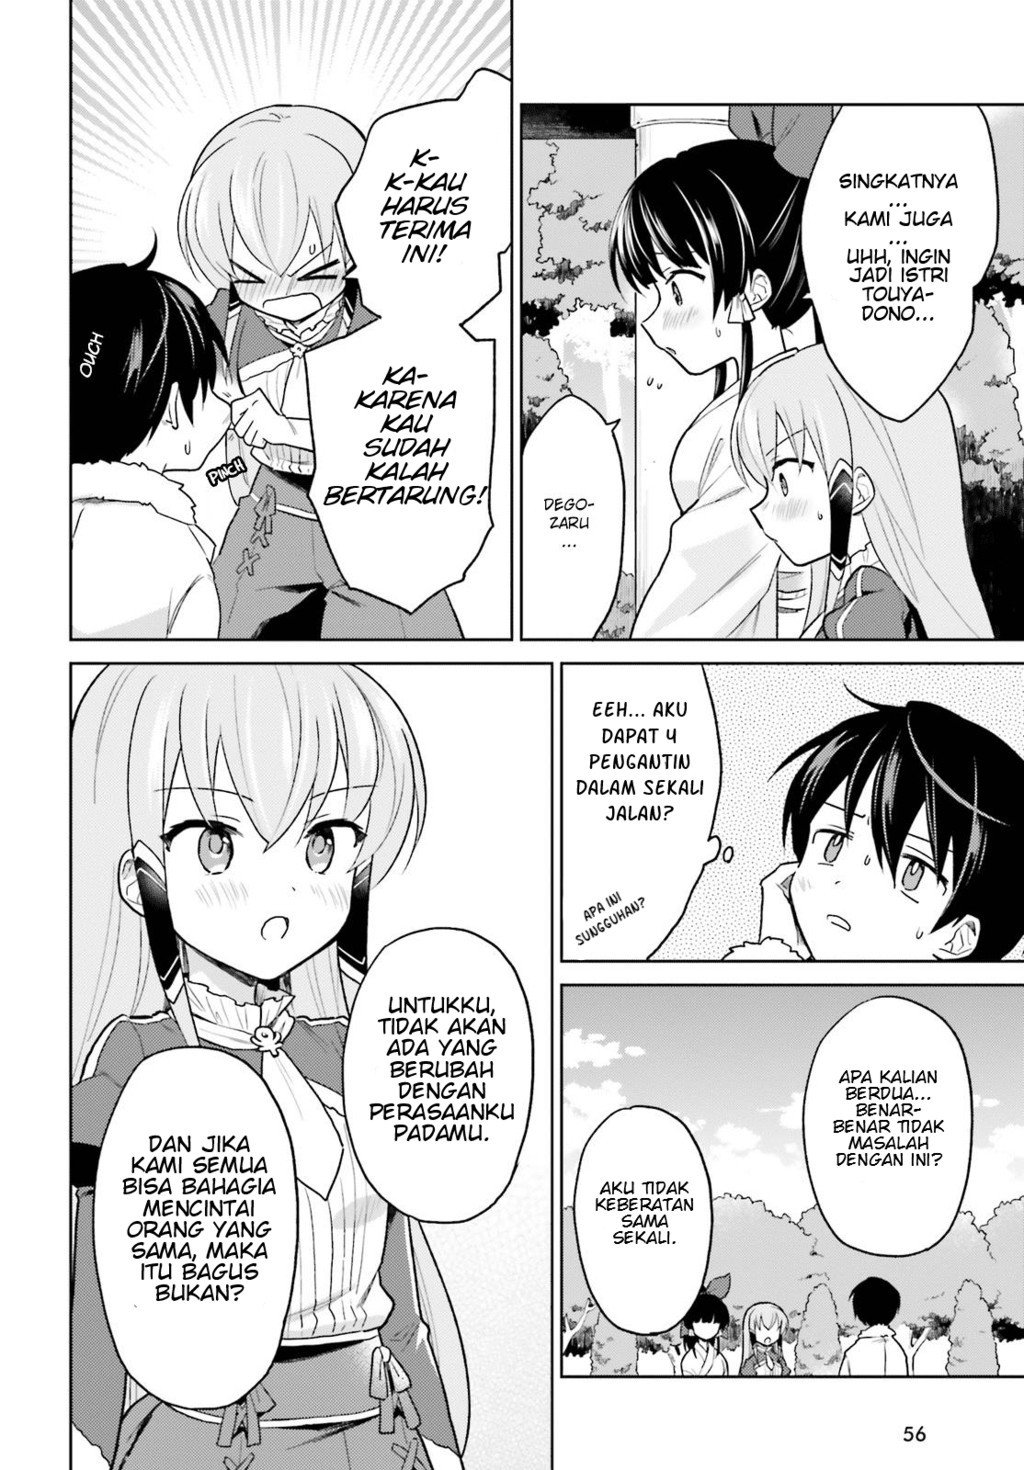 SINGKATNYA
...
KAMI JUGA
...
UHH, INGIN
JADI ISTRI
TOUYA-
DONO...
DEGO-
ZARU
...
K-
K-KAU
HARUS
TERIMA
INI!
KA-
KARENA
KAU
SUDAH
KALAH
BERTARUNG!
OUCH
PINCH
EEH... AKU
DAPAT 4
PENGANTIN
DALAM SEKALI
JALAN?
APA INI
SUNGGUHAN?
APA KALIAN
BERDUA...
BENAR-
BENAR TIDAK
MASALAH
DENGAN INI?
AKU TIDAK
KEBERATAN
SAMA
SEKALI.
UNTUKKU,
TIDAK AKAN
ADA YANG
BERUBAH
DENGAN
PERASAANKU
PADAMU.
DAN JIKA
KAMI SEMUA
BISA BAHAGIA
MENCINTAI
ORANG YANG
SAMA, MAKA
ITU BAGUS
BUKAN?
56